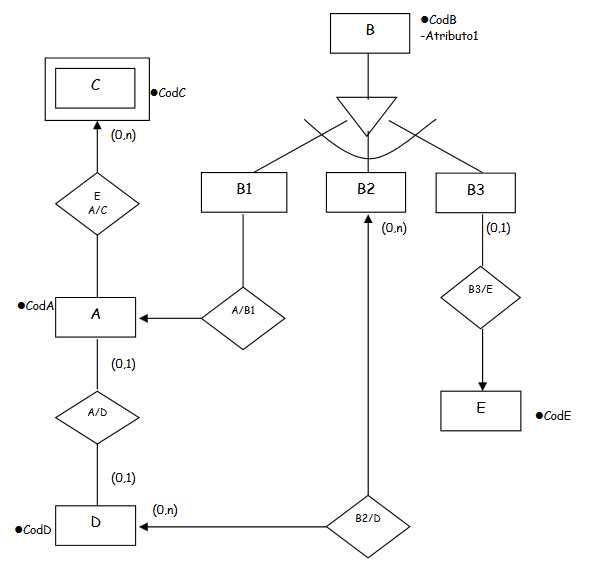 B
●CodB
-Atributo1
C
●CodC
(0,n)
E
A/C
B1
B2
B3
(0,n)
(0,1)
●CodA
A
A/B1
B3/E
(0,1)
A/D
E
●CodE
(0,1)
(0,n)
●CodD
D
B2/D